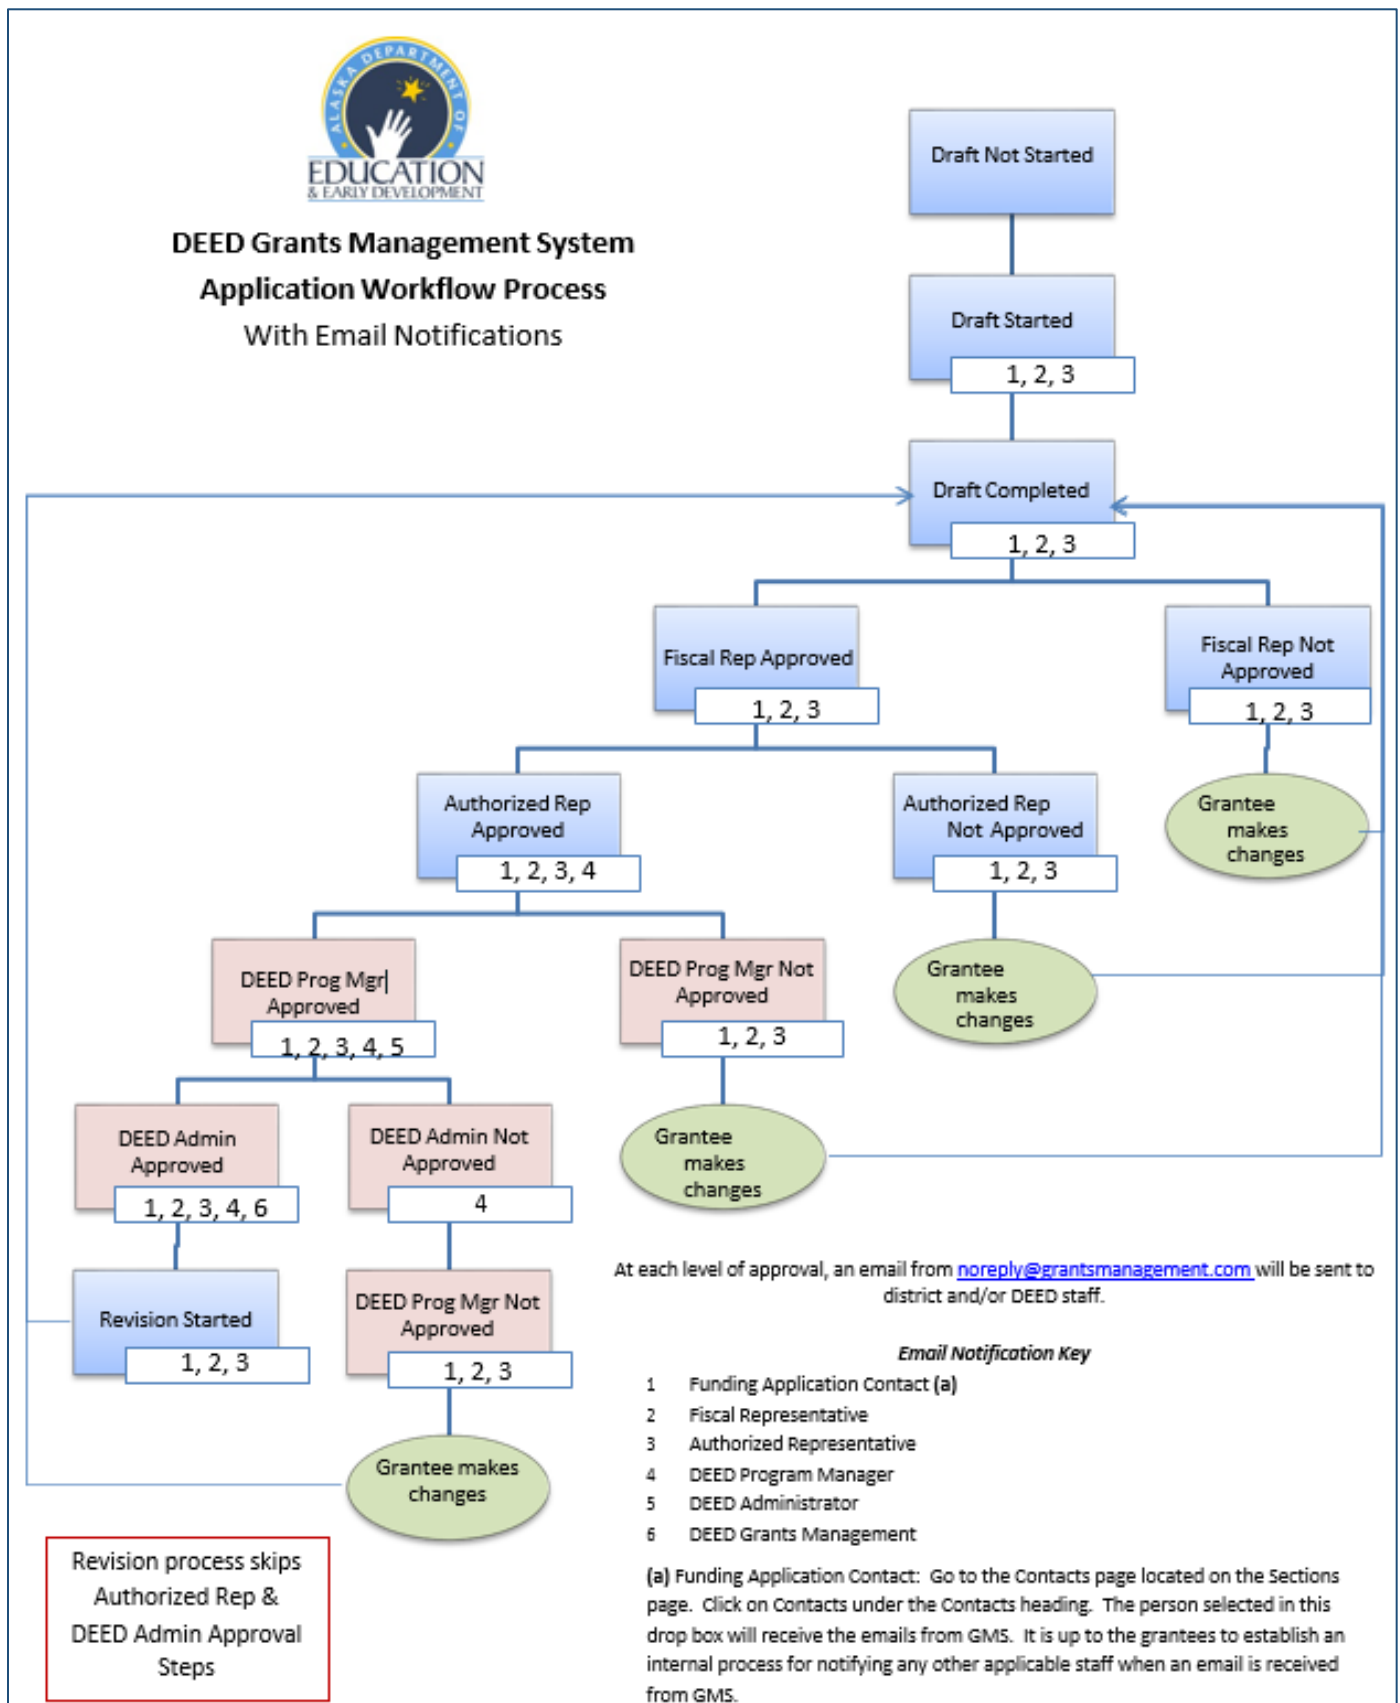 ALASKA DEPARTMENT OF
EDUCATION
& EARLY DEVELOPMENT
DEED Grants Management System
Application Workflow Process
With Email Notifications
Draft Not Started
Draft Started
1, 2, 3
Draft Completed
1, 2, 3
Fiscal Rep Approved
1, 2, 3
Fiscal Rep Not
Approved
1, 2, 3
Grantee
makes
changes
Authorized Rep
Approved
1, 2, 3, 4
Authorized Rep
Not Approved
1, 2, 3
Grantee
makes
changes
DEED Prog Mgr
Approved
1, 2, 3, 4, 5
DEED Prog Mgr Not
Approved
1, 2, 3
Grantee
makes
changes
DEED Admin
Approved
1, 2, 3, 4, 6
DEED Admin Not
Approved
4
Revision Started
1, 2, 3
DEED Prog Mgr Not
Approved
1, 2, 3
Grantee makes
changes
Revision process skips
Authorized Rep &
DEED Admin Approval
Steps
At each level of approval, an email from noreply@grantsmanagement.com will be sent to
district and/or DEED staff.
Email Notification Key
1 Funding Application Contact (a)
2 Fiscal Representative
3 Authorized Representative
4 DEED Program Manager
5 DEED Administrator
6 DEED Grants Management
(a) Funding Application Contact: Go to the Contacts page located on the Sections
page. Click on Contacts under the Contacts heading. The person selected in this
drop box will receive the emails from GMS. It is up to the grantees to establish an
internal process for notifying any other applicable staff when an email is received
from GMS.